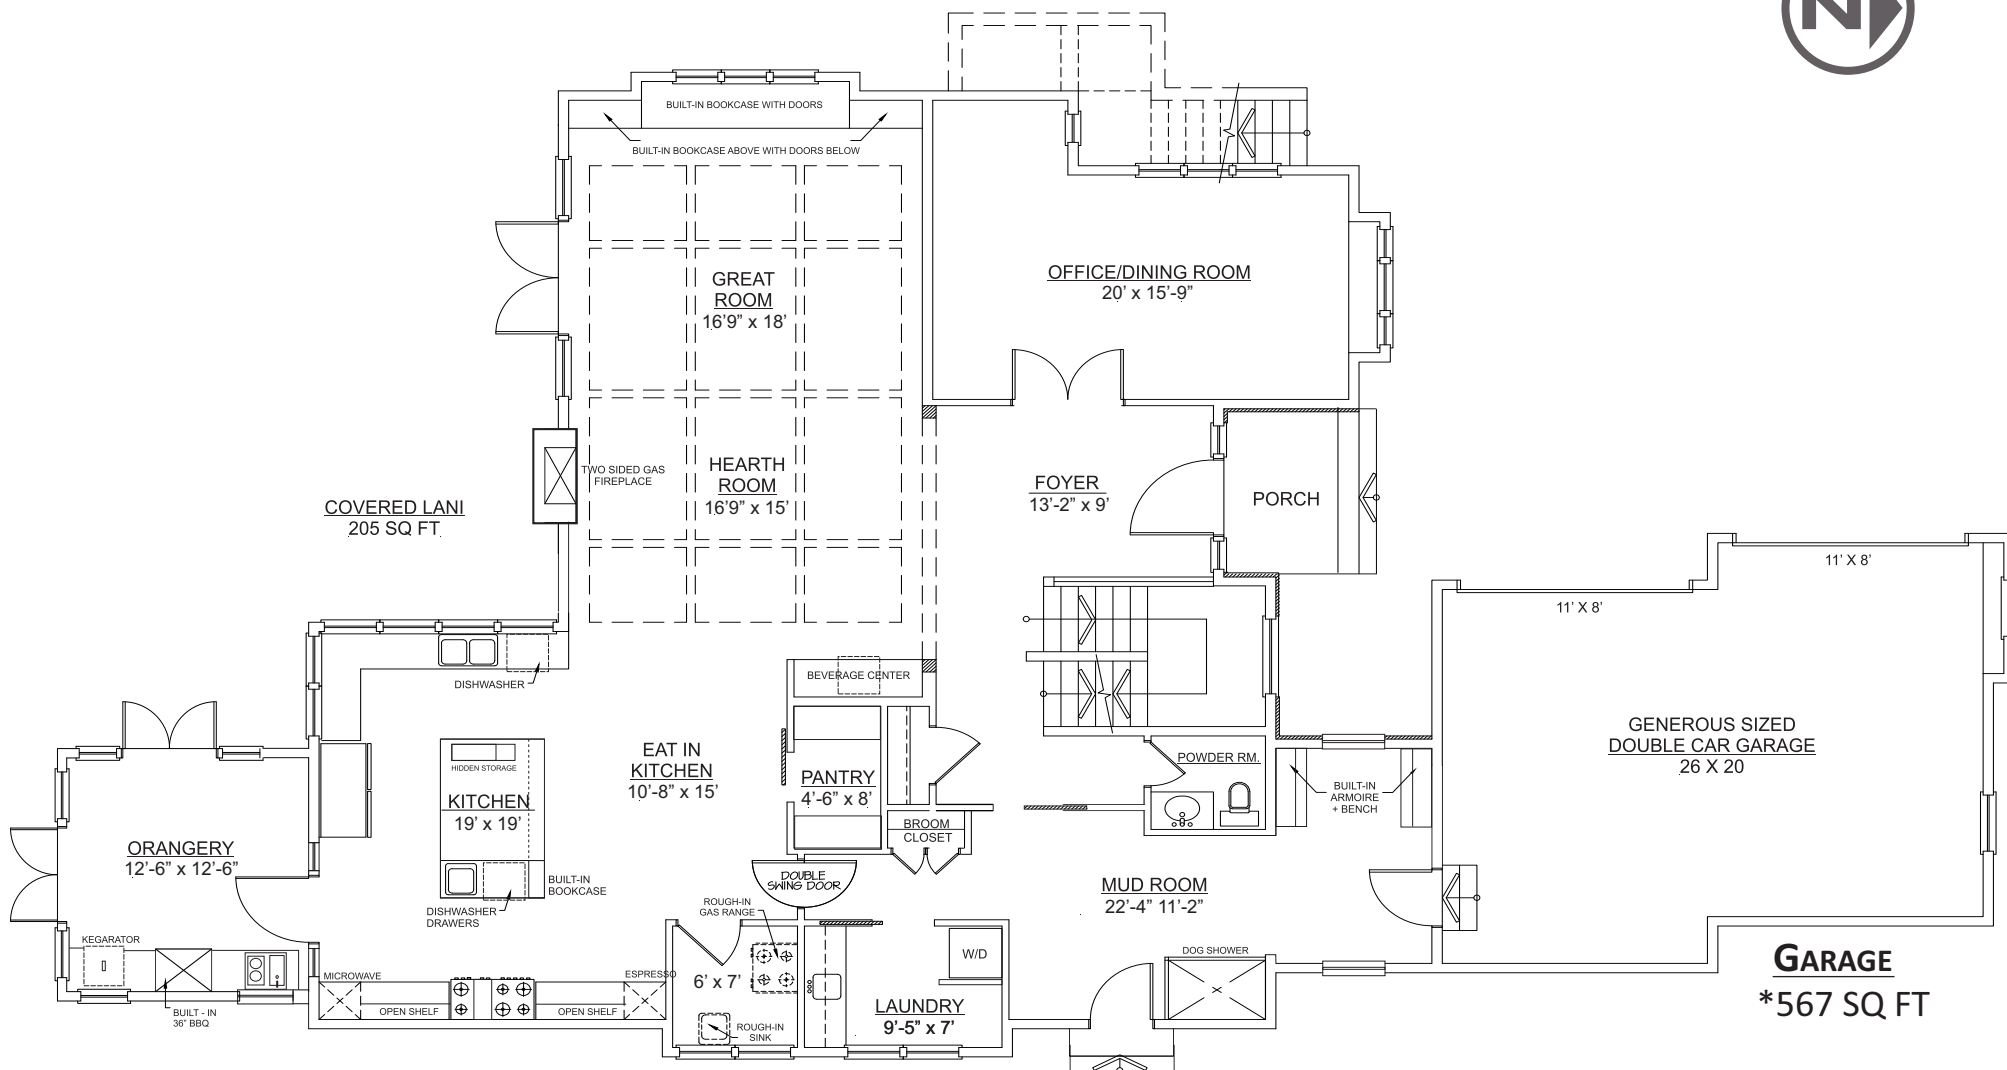 N
BUILT-IN BOOKCASE WITH DOORS
BUILT-IN BOOKCASE ABOVE WITH DOORS BELOW
GREAT
ROOM
16'9" x 18'
OFFICE/DINING ROOM
20' x 15'-9"
TWO SIDED GAS
FIREPLACE
HEARTH
ROOM
16'9" x 15'
FOYER
13'-2" x 9'
PORCH
COVERED LANI
205 SQ FT
11' X 8'
11' X 8'
DISHWASHER
BEVERAGE CENTER
GENEROUS SIZED
DOUBLE CAR GARAGE
26 X 20
HIDDEN STORAGE
KITCHEN
19' x 19'
EAT IN
KITCHEN
10'-8" x 15'
PANTRY
4'-6" x 8'
POWDER RM.
BUILT-IN
ARMOIRE
+ BENCH
BROOM
CLOSET
ORANGERY
12'-6" x 12'-6"
BUILT-IN
BOOKCASE
DOUBLE
SWING DOOR
MUD ROOM
22'-4" 11'-2"
DISHWASHER
DRAWERS
ROUGH-IN
GAS RANGE
KEGARATOR
MICROWAVE
ESPRESSO
6' x 7'
W/D
DOG SHOWER
GARAGE
*567 SQ FT
BUILT - IN
36" BBQ
OPEN SHELF
OPEN SHELF
ROUGH-IN
SINK
LAUNDRY
9'-5" x 7'